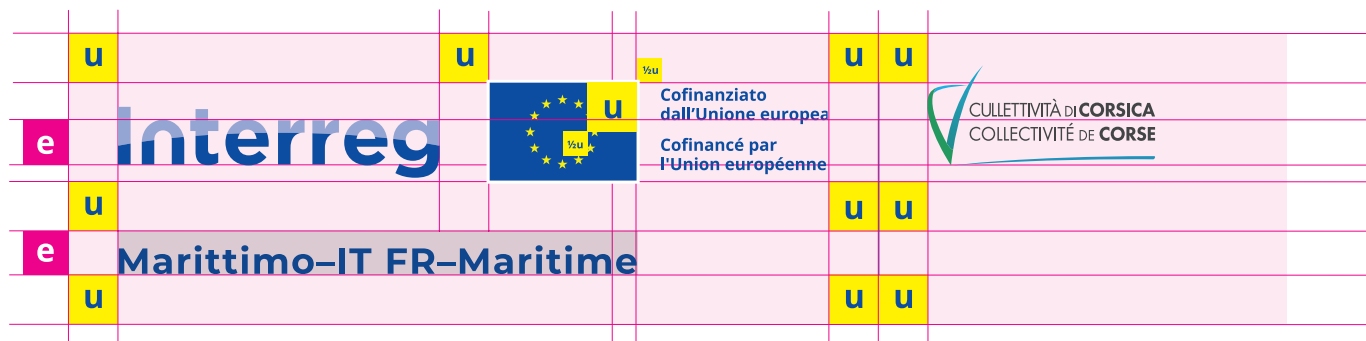 u u u u
½u
Interreg
u
½u
Cofinanziato
dall'Unione europea
Cofinancé par
l'Union européenne
CULLETTIVITÀ DI CORSICA
COLLECTIVITÉ DE CORSE
e
u u u
e
Marittimo–IT FR–Maritime
u u u